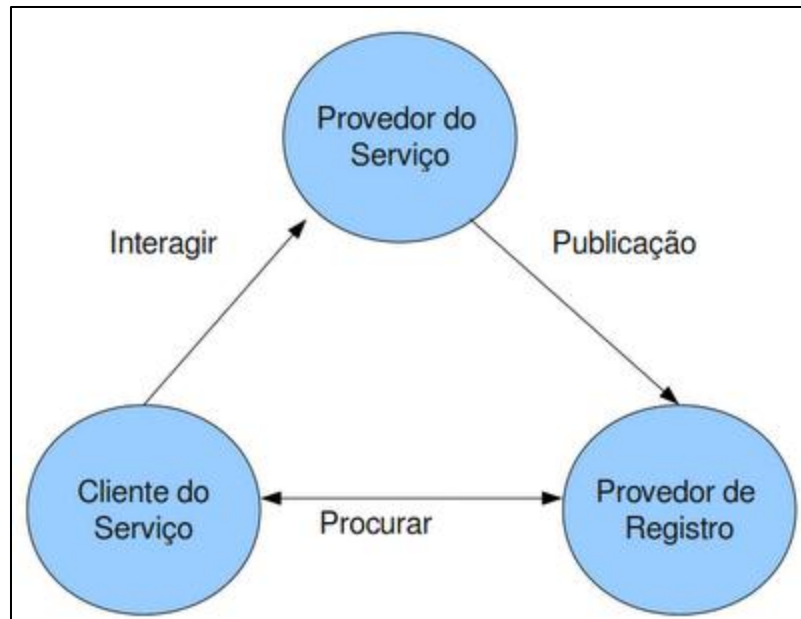 Provedor do
Serviço
Interagir
Publicação
Cliente do
Serviço
Procurar
Provedor de
Registro